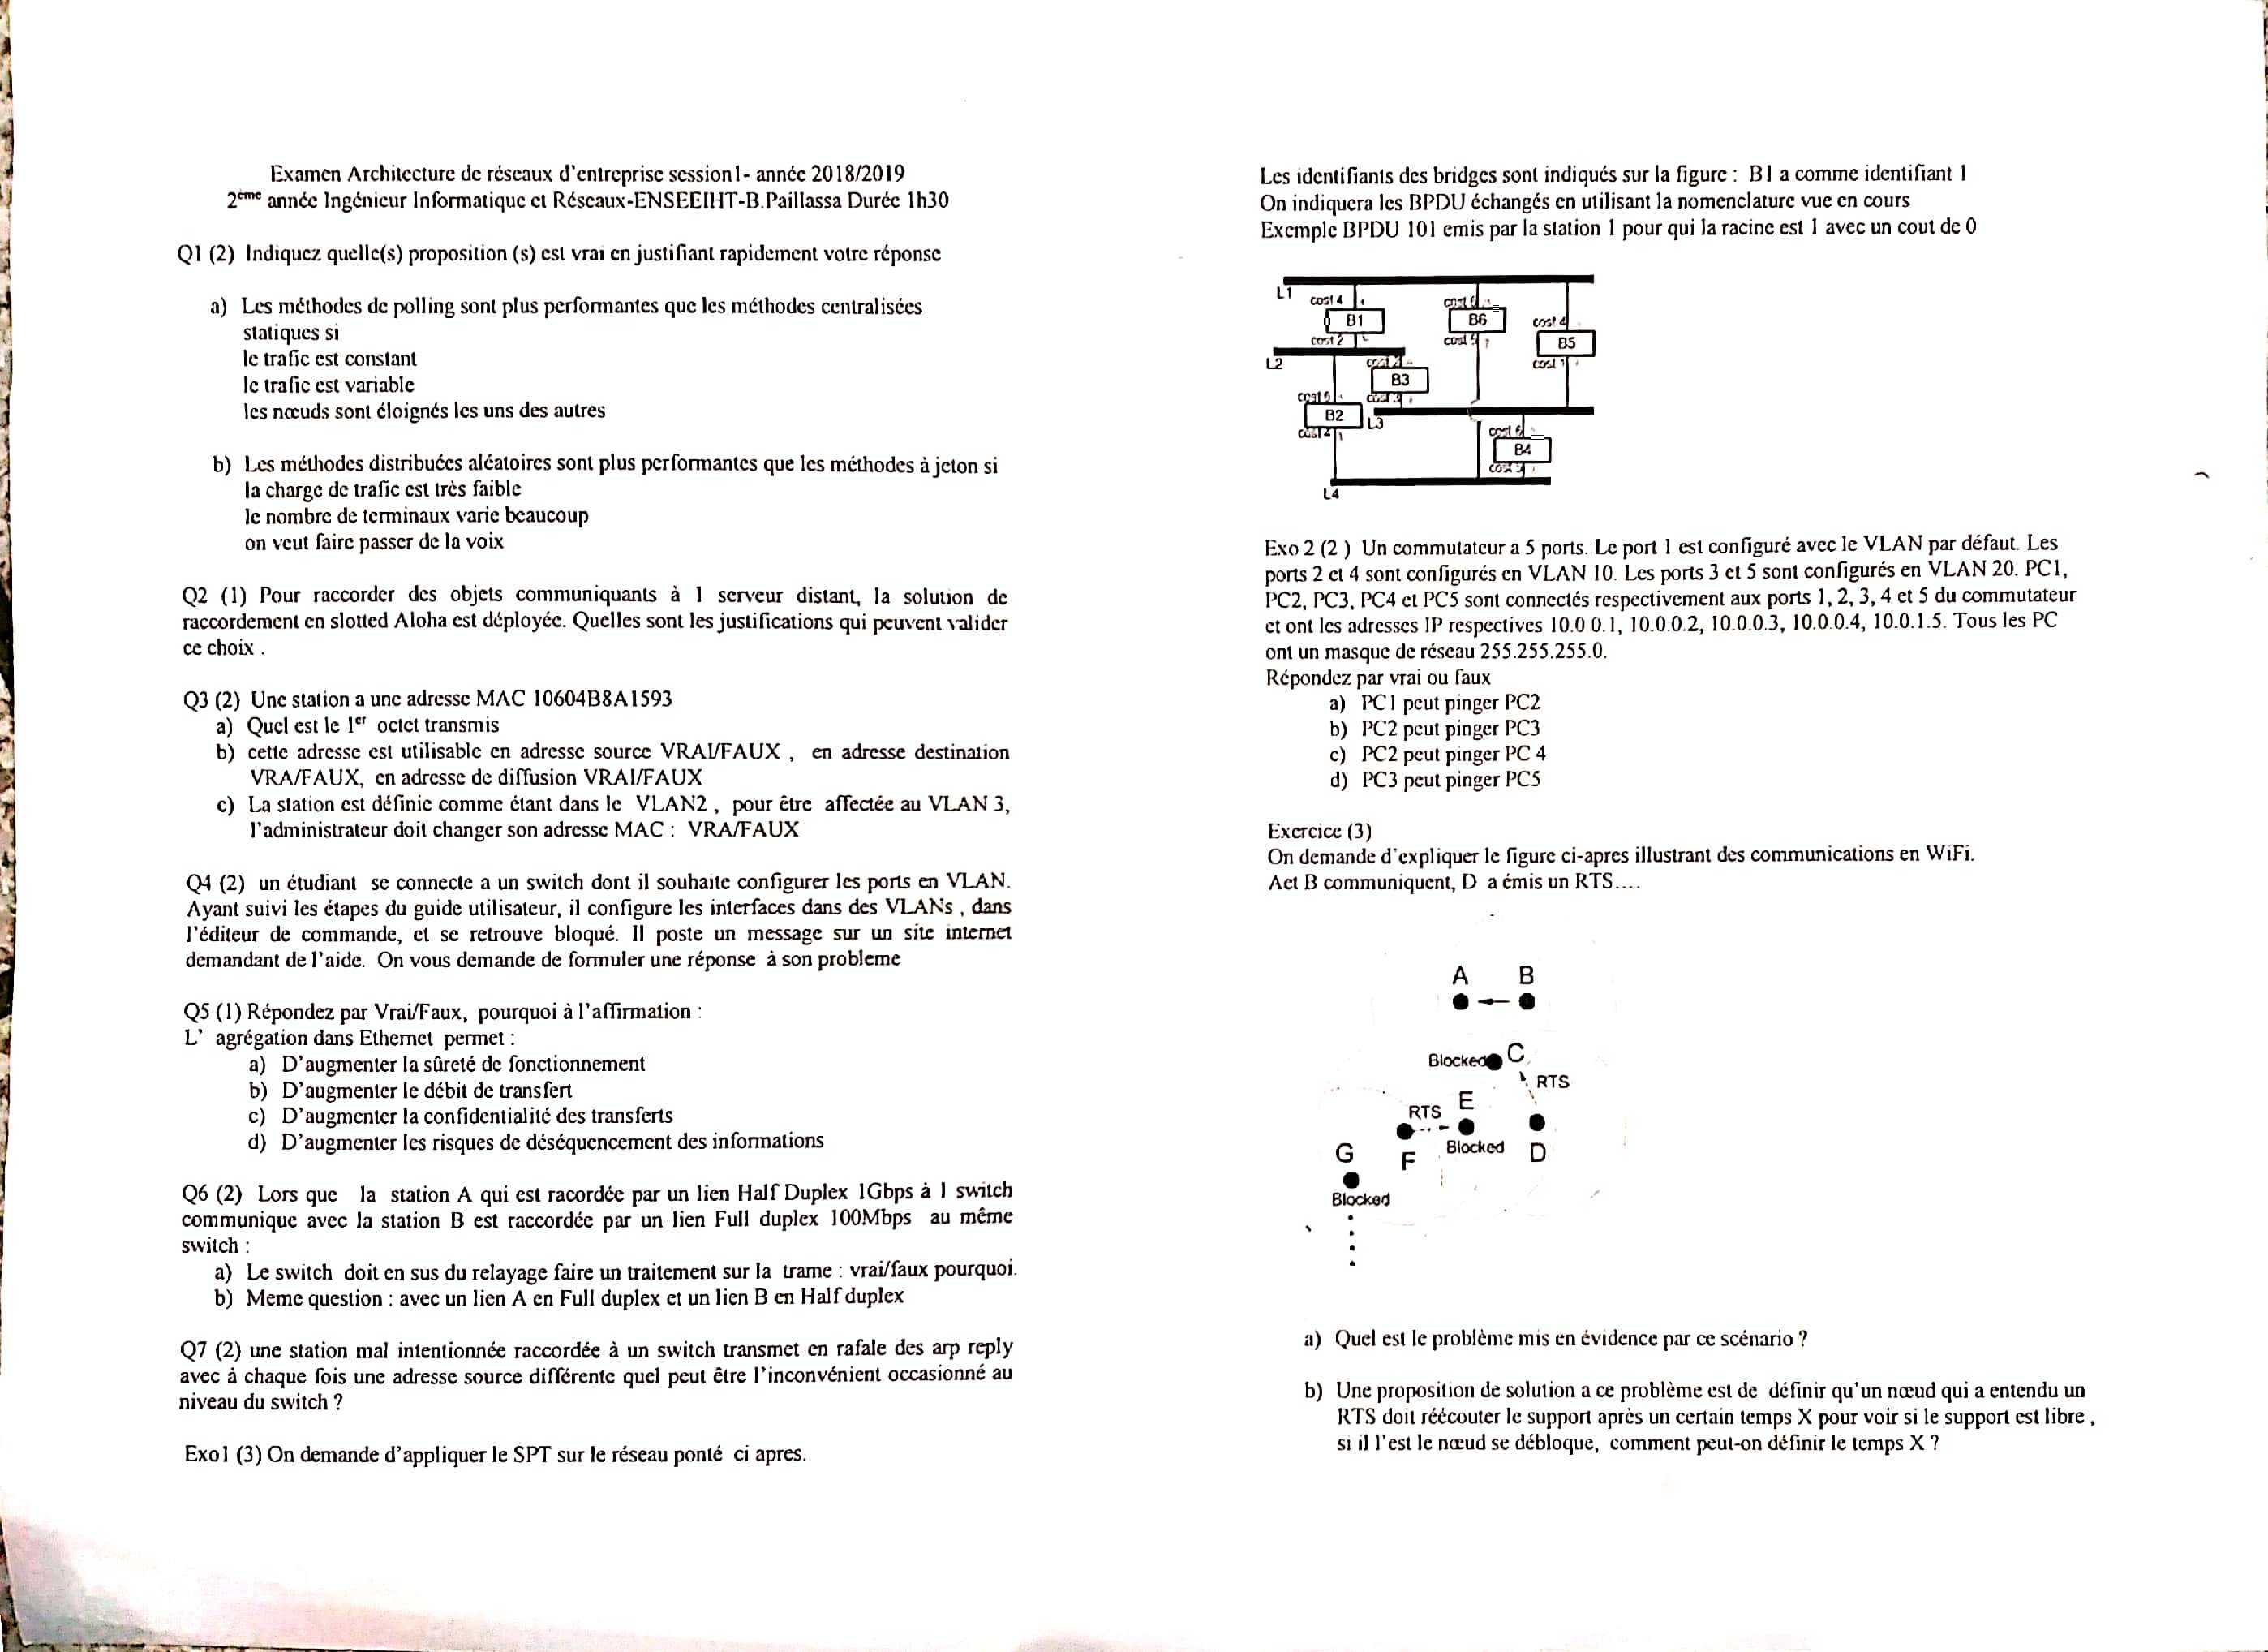 Examen Architecture de réseaux d'entreprise session1- année 2018/2019
2ème année Ingénieur Informatique et Réseaux-ENSEEIHT-B.Paillassa Durée 1h30
Q1 (2) Indiquez quelle(s) proposition (s) est vrai en justifiant rapidement votre réponse
a) Les méthodes de polling sont plus performantes que les méthodes centralisées
statiques si
le trafic est constant
le trafic est variable
les nœuds sont éloignés les uns des autres
b) Les méthodes distribuées aléatoires sont plus performantes que les méthodes à jeton si
la charge de trafic est très faible
le nombre de terminaux varie beaucoup
on veut faire passer de la voix
Q2 (1) Pour raccorder des objets communiquants à 1 serveur distant, la solution de
raccordement en slotted Aloha est déployée. Quelles sont les justifications qui peuvent valider
ce choix .
Q3 (2) Une station a une adresse MAC 10604B8A1593
a) Quel est le 1er octet transmis
b) cette adresse est utilisable en adresse source VRAI/FAUX , en adresse destination
VRA/FAUX, en adresse de diffusion VRAI/FAUX
c) La station est définie comme étant dans le VLAN2 , pour être affectée au VLAN 3,
l'administrateur doit changer son adresse MAC : VRA/FAUX
Q4 (2) un étudiant se connecte a un switch dont il souhaite configurer les ports en VLAN.
Ayant suivi les étapes du guide utilisateur, il configure les interfaces dans des VLANs , dans
l'éditeur de commande, et se retrouve bloqué. Il poste un message sur un site internet
demandant de l'aide. On vous demande de formuler une réponse à son probleme
Q5 (1) Répondez par Vrai/Faux, pourquoi à l'affirmation :
L' agrégation dans Ethernet permet :
a) D'augmenter la sûreté de fonctionnement
b) D'augmenter le débit de transfert
c) D'augmenter la confidentialité des transferts
d) D'augmenter les risques de déséquencement des informations
Q6 (2) Lors que la station A qui est racordée par un lien Half Duplex 1Gbps à 1 switch
communique avec la station B est raccordée par un lien Full duplex 100Mbps au même
switch :
a) Le switch doit en sus du relayage faire un traitement sur la trame : vrai/faux pourquoi.
b) Meme question : avec un lien A en Full duplex et un lien B en Half duplex
Q7 (2) une station mal intentionnée raccordée à un switch transmet en rafale des arp reply
avec à chaque fois une adresse source différente quel peut être l'inconvénient occasionné au
niveau du switch ?
Exo1 (3) On demande d'appliquer le SPT sur le réseau ponté ci apres.
Les identifiants des bridges sont indiqués sur la figure : B1 a comme identifiant 1
On indiquera les BPDU échangés en utilisant la nomenclature vue en cours
Exemple BPDU 101 emis par la station 1 pour qui la racine est 1 avec un cout de 0
L1
cost 4
B1
cost 2
B6
cost 4
B5
cost 1
L2
B3
B2
L3
B4
L4
Exo 2 (2 ) Un commutateur a 5 ports. Le port 1 est configuré avec le VLAN par défaut. Les
ports 2 et 4 sont configurés en VLAN 10. Les ports 3 et 5 sont configurés en VLAN 20. PC1,
PC2, PC3, PC4 et PC5 sont connectés respectivement aux ports 1, 2, 3, 4 et 5 du commutateur
et ont les adresses IP respectives 10.0 0.1, 10.0.0.2, 10.0.0.3, 10.0.0.4, 10.0.1.5. Tous les PC
ont un masque de réseau 255.255.255.0.
Répondez par vrai ou faux
a) PC1 peut pinger PC2
b) PC2 peut pinger PC3
c) PC2 peut pinger PC 4
d) PC3 peut pinger PC5
Exercice (3)
On demande d'expliquer le figure ci-apres illustrant des communications en WiFi.
Aet B communiquent, D a émis un RTS....
A B
Blocked C
RTS
RTS E
G F Blocked D
Blocked
a) Quel est le problème mis en évidence par ce scénario ?
b) Une proposition de solution a ce problème est de définir qu'un nœud qui a entendu un
RTS doit réécouter le support après un certain temps X pour voir si le support est libre ,
si il l'est le nœud se débloque, comment peut-on définir le temps X ?